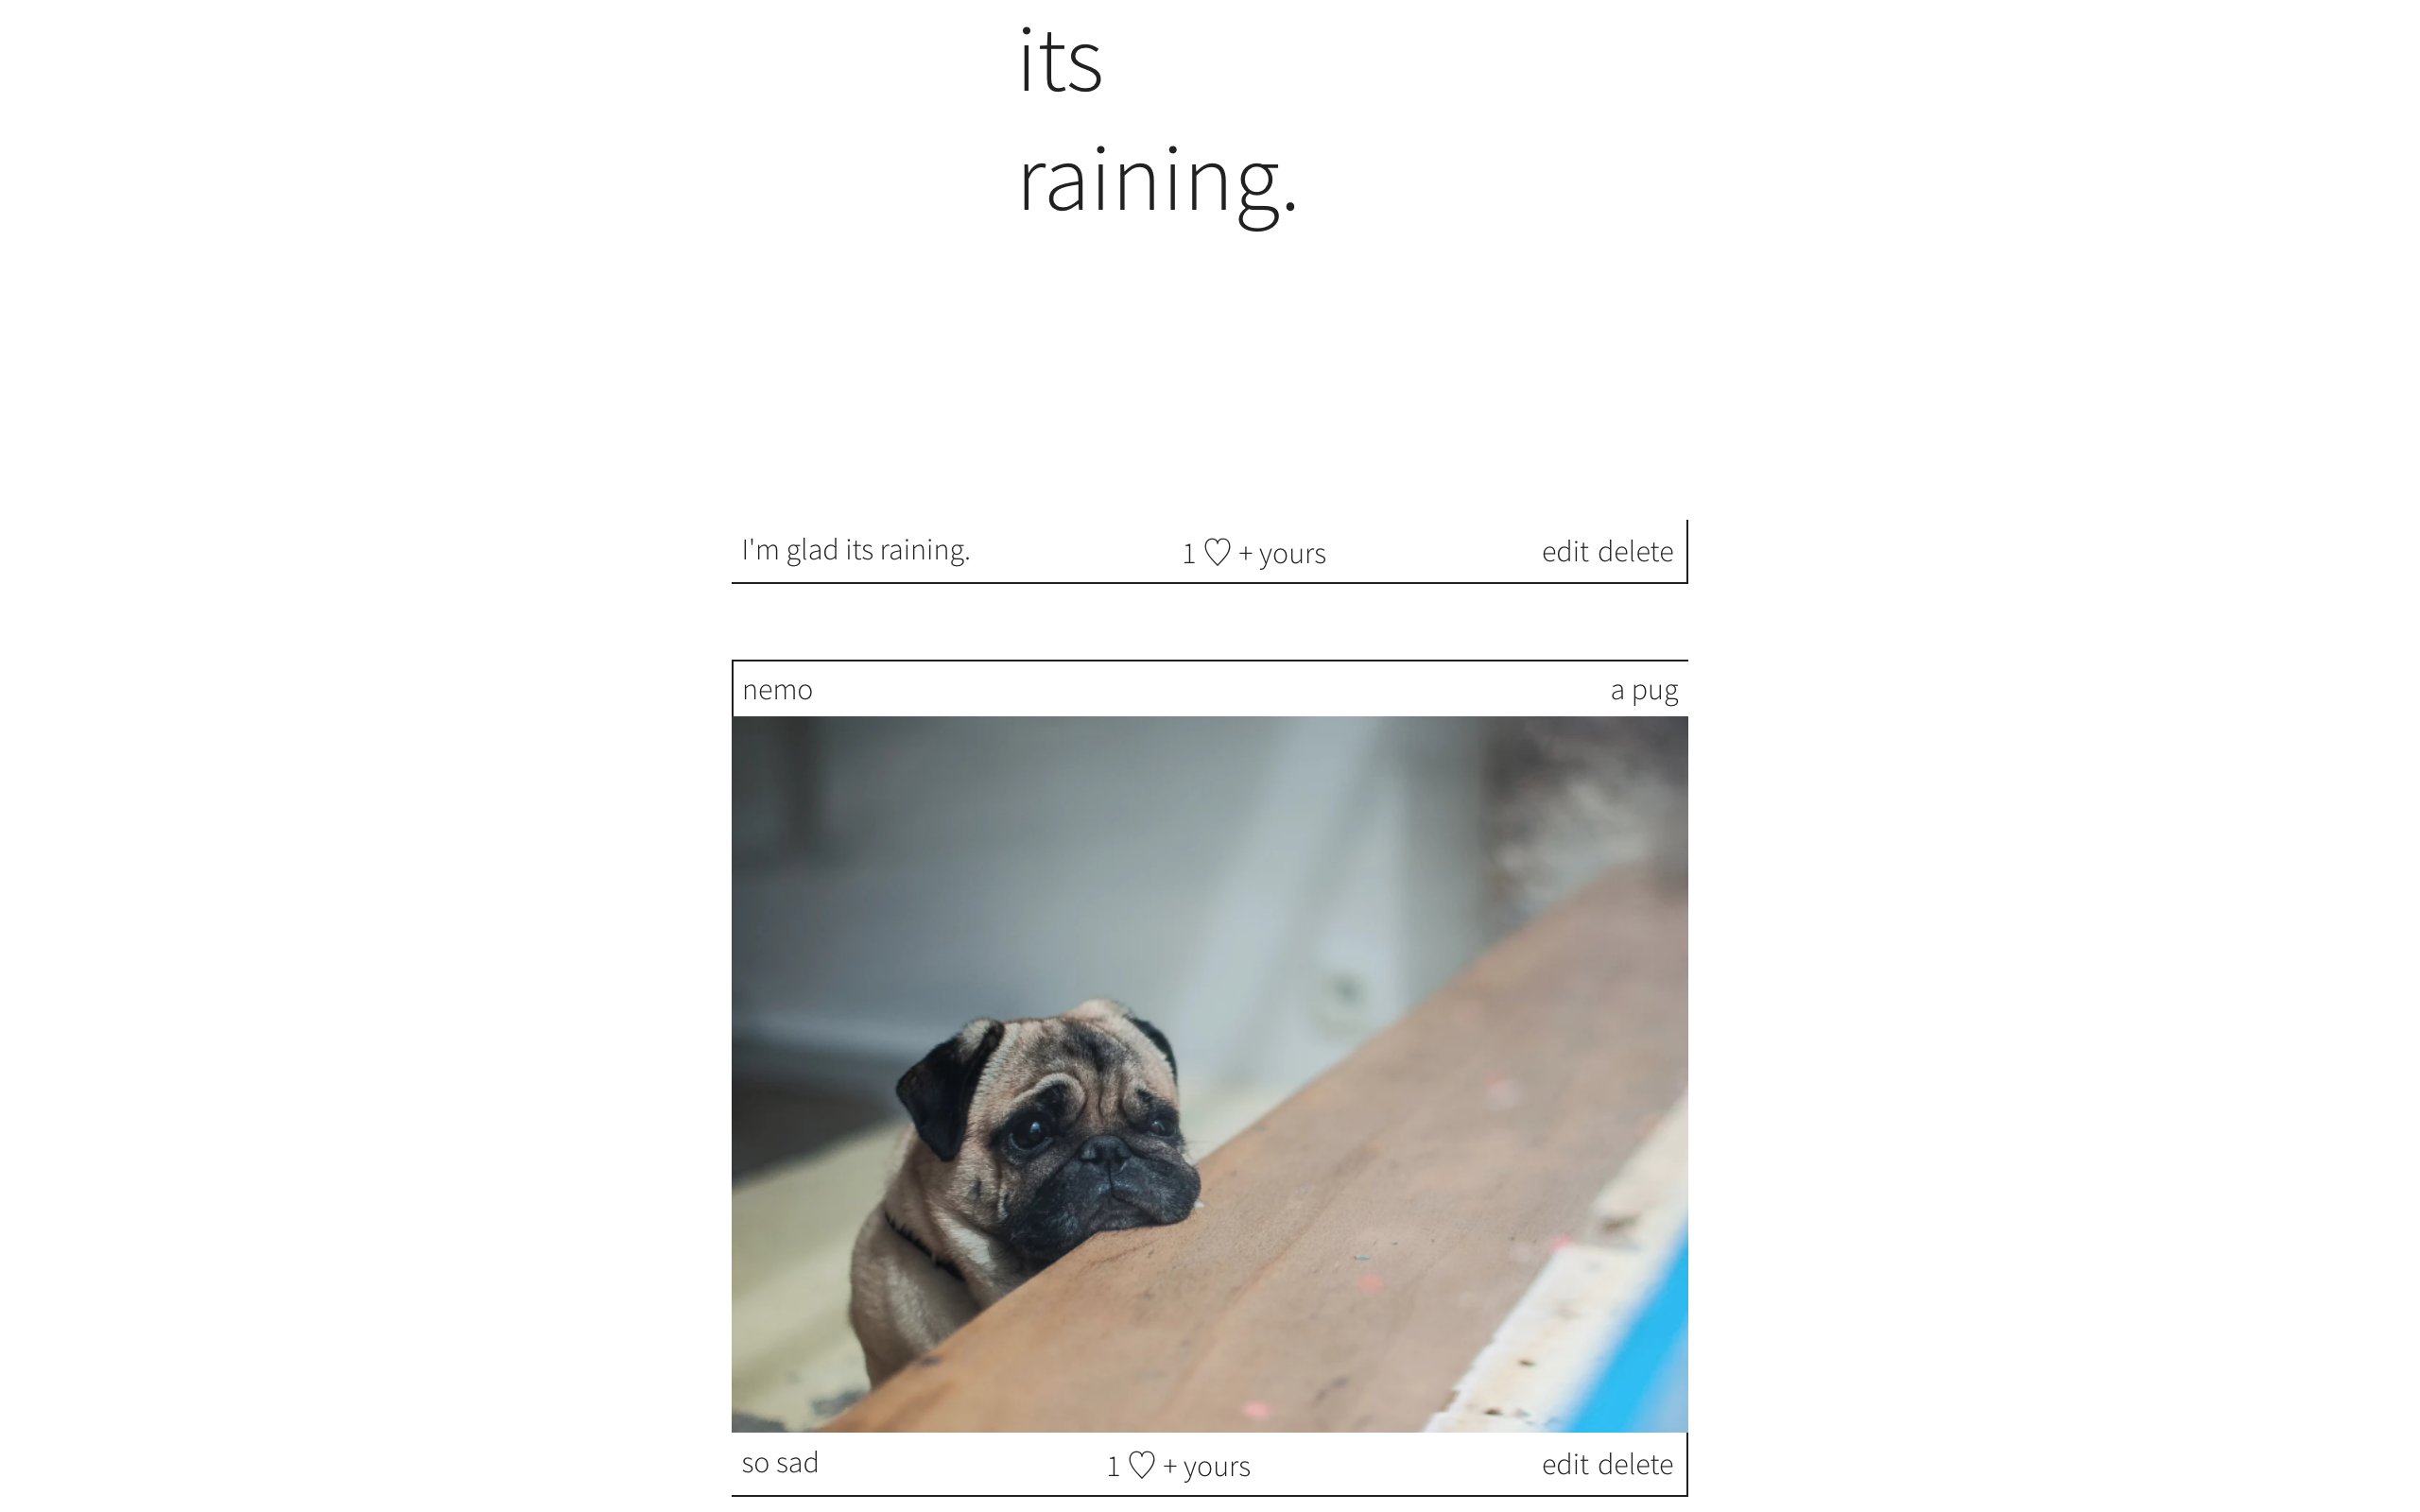 its
raining.
I'm glad its raining. 1 ♡ + yours edit delete
nemo a pug
so sad 1 ♡ + yours edit delete